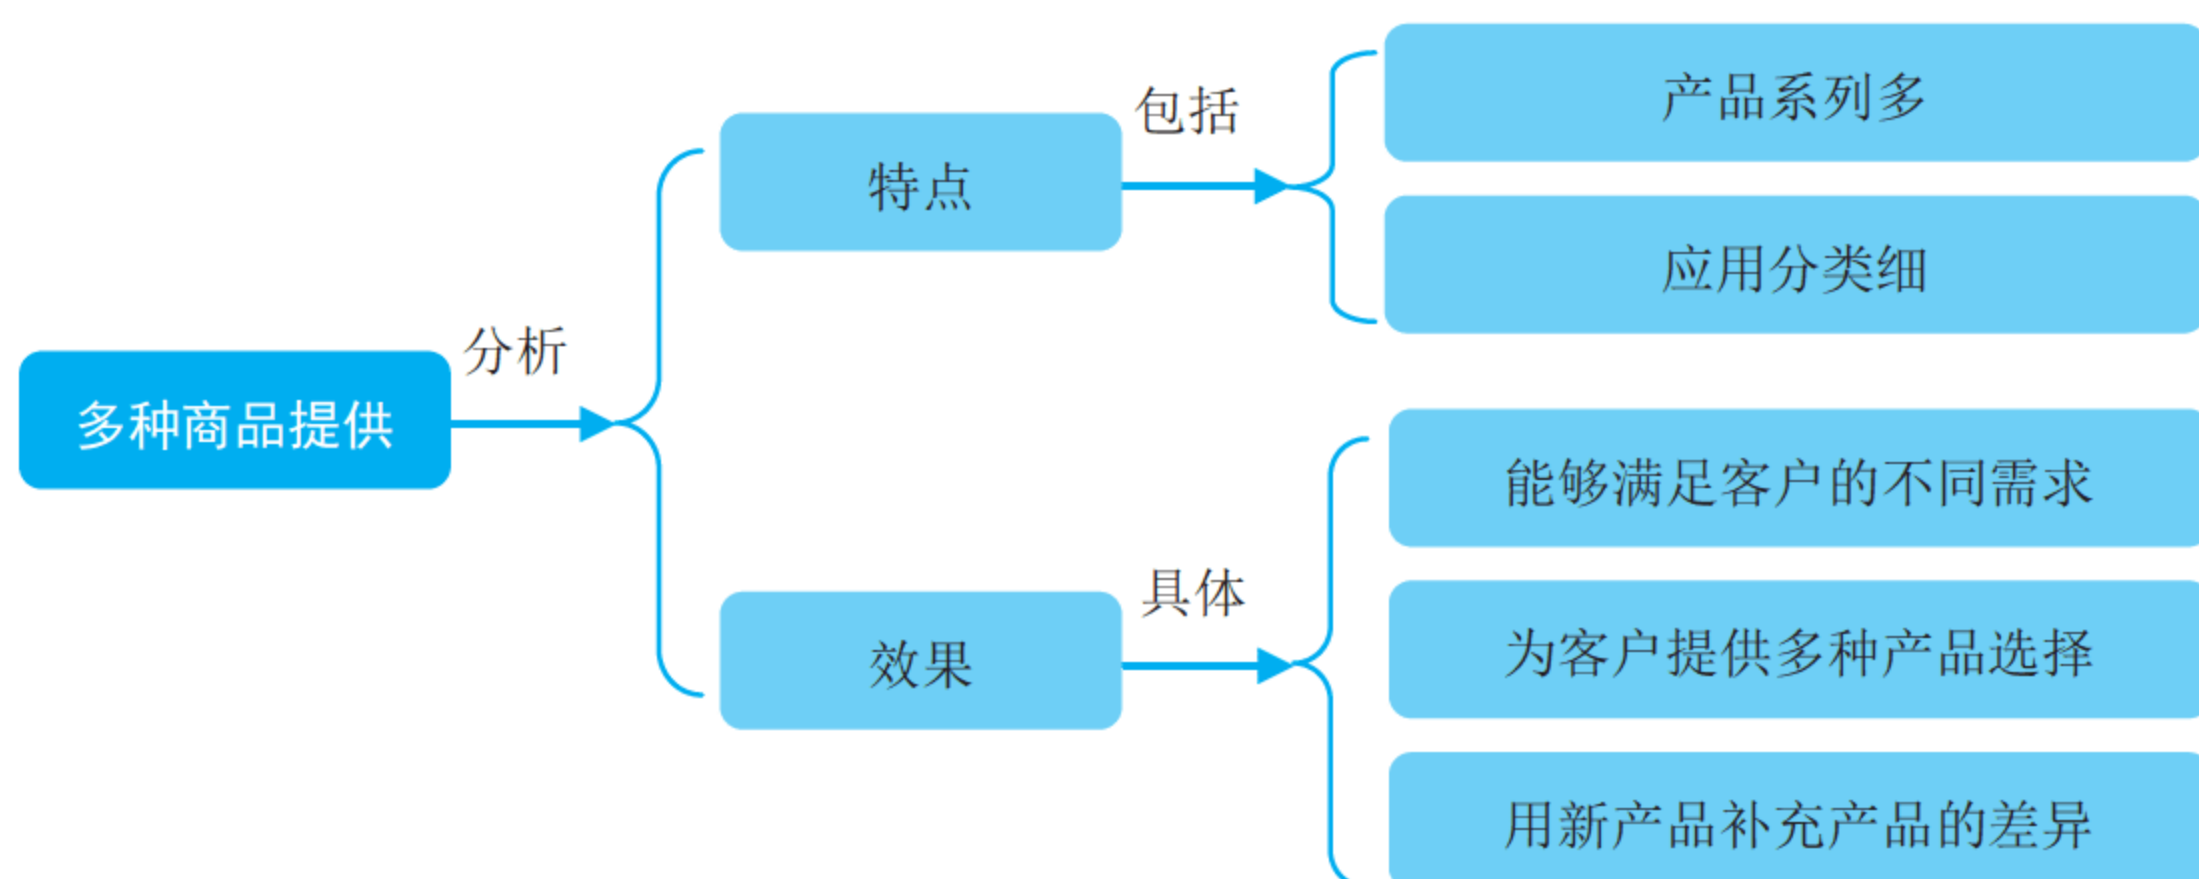 多种商品提供
分析
特点
包括
产品系列多
应用分类细
效果
具体
能够满足客户的不同需求
为客户提供多种产品选择
用新产品补充产品的差异